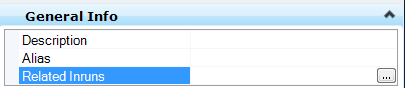 General Info
Description
Alias
Related Inruns
...